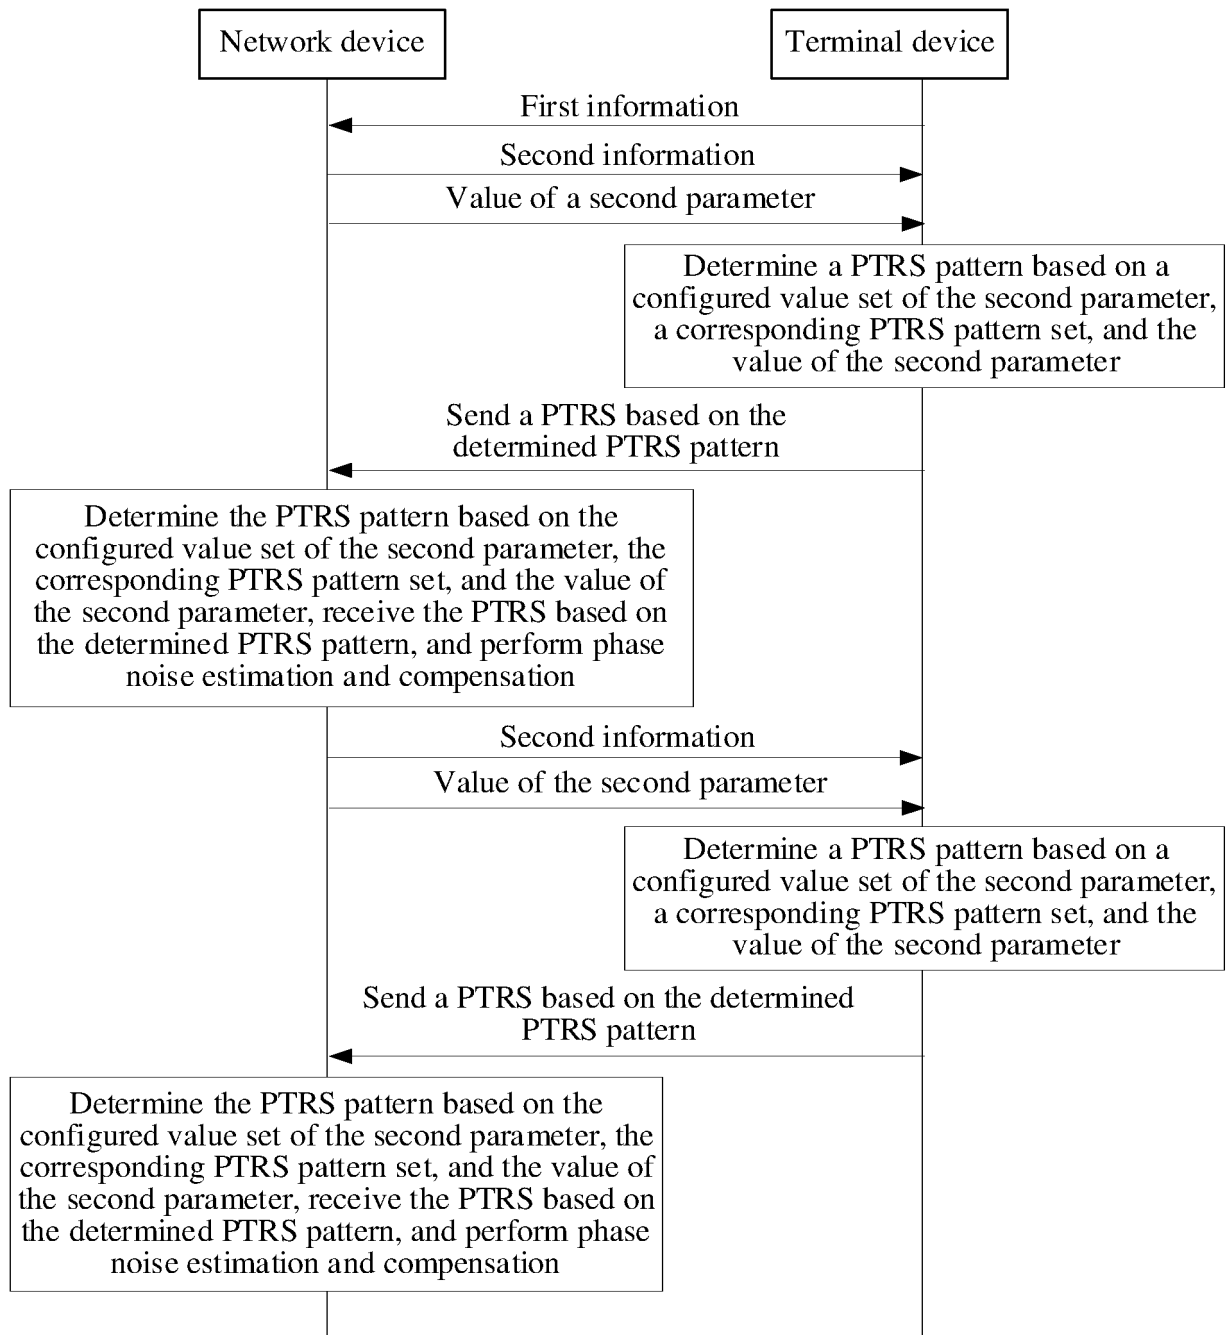 Network device
Terminal device
First information
Second information
Value of a second parameter
Determine a PTRS pattern based on a
configured value set of the second parameter,
a corresponding PTRS pattern set, and the
value of the second parameter
Send a PTRS based on the
determined PTRS pattern
Determine the PTRS pattern based on the
configured value set of the second parameter, the
corresponding PTRS pattern set, and the value of
the second parameter, receive the PTRS based on
the determined PTRS pattern, and perform phase
noise estimation and compensation
Second information
Value of the second parameter
Determine a PTRS pattern based on a
configured value set of the second parameter,
a corresponding PTRS pattern set, and the
value of the second parameter
Send a PTRS based on the determined
PTRS pattern
Determine the PTRS pattern based on the
configured value set of the second parameter, the
corresponding PTRS pattern set, and the value of
the second parameter, receive the PTRS based on
the determined PTRS pattern, and perform phase
noise estimation and compensation